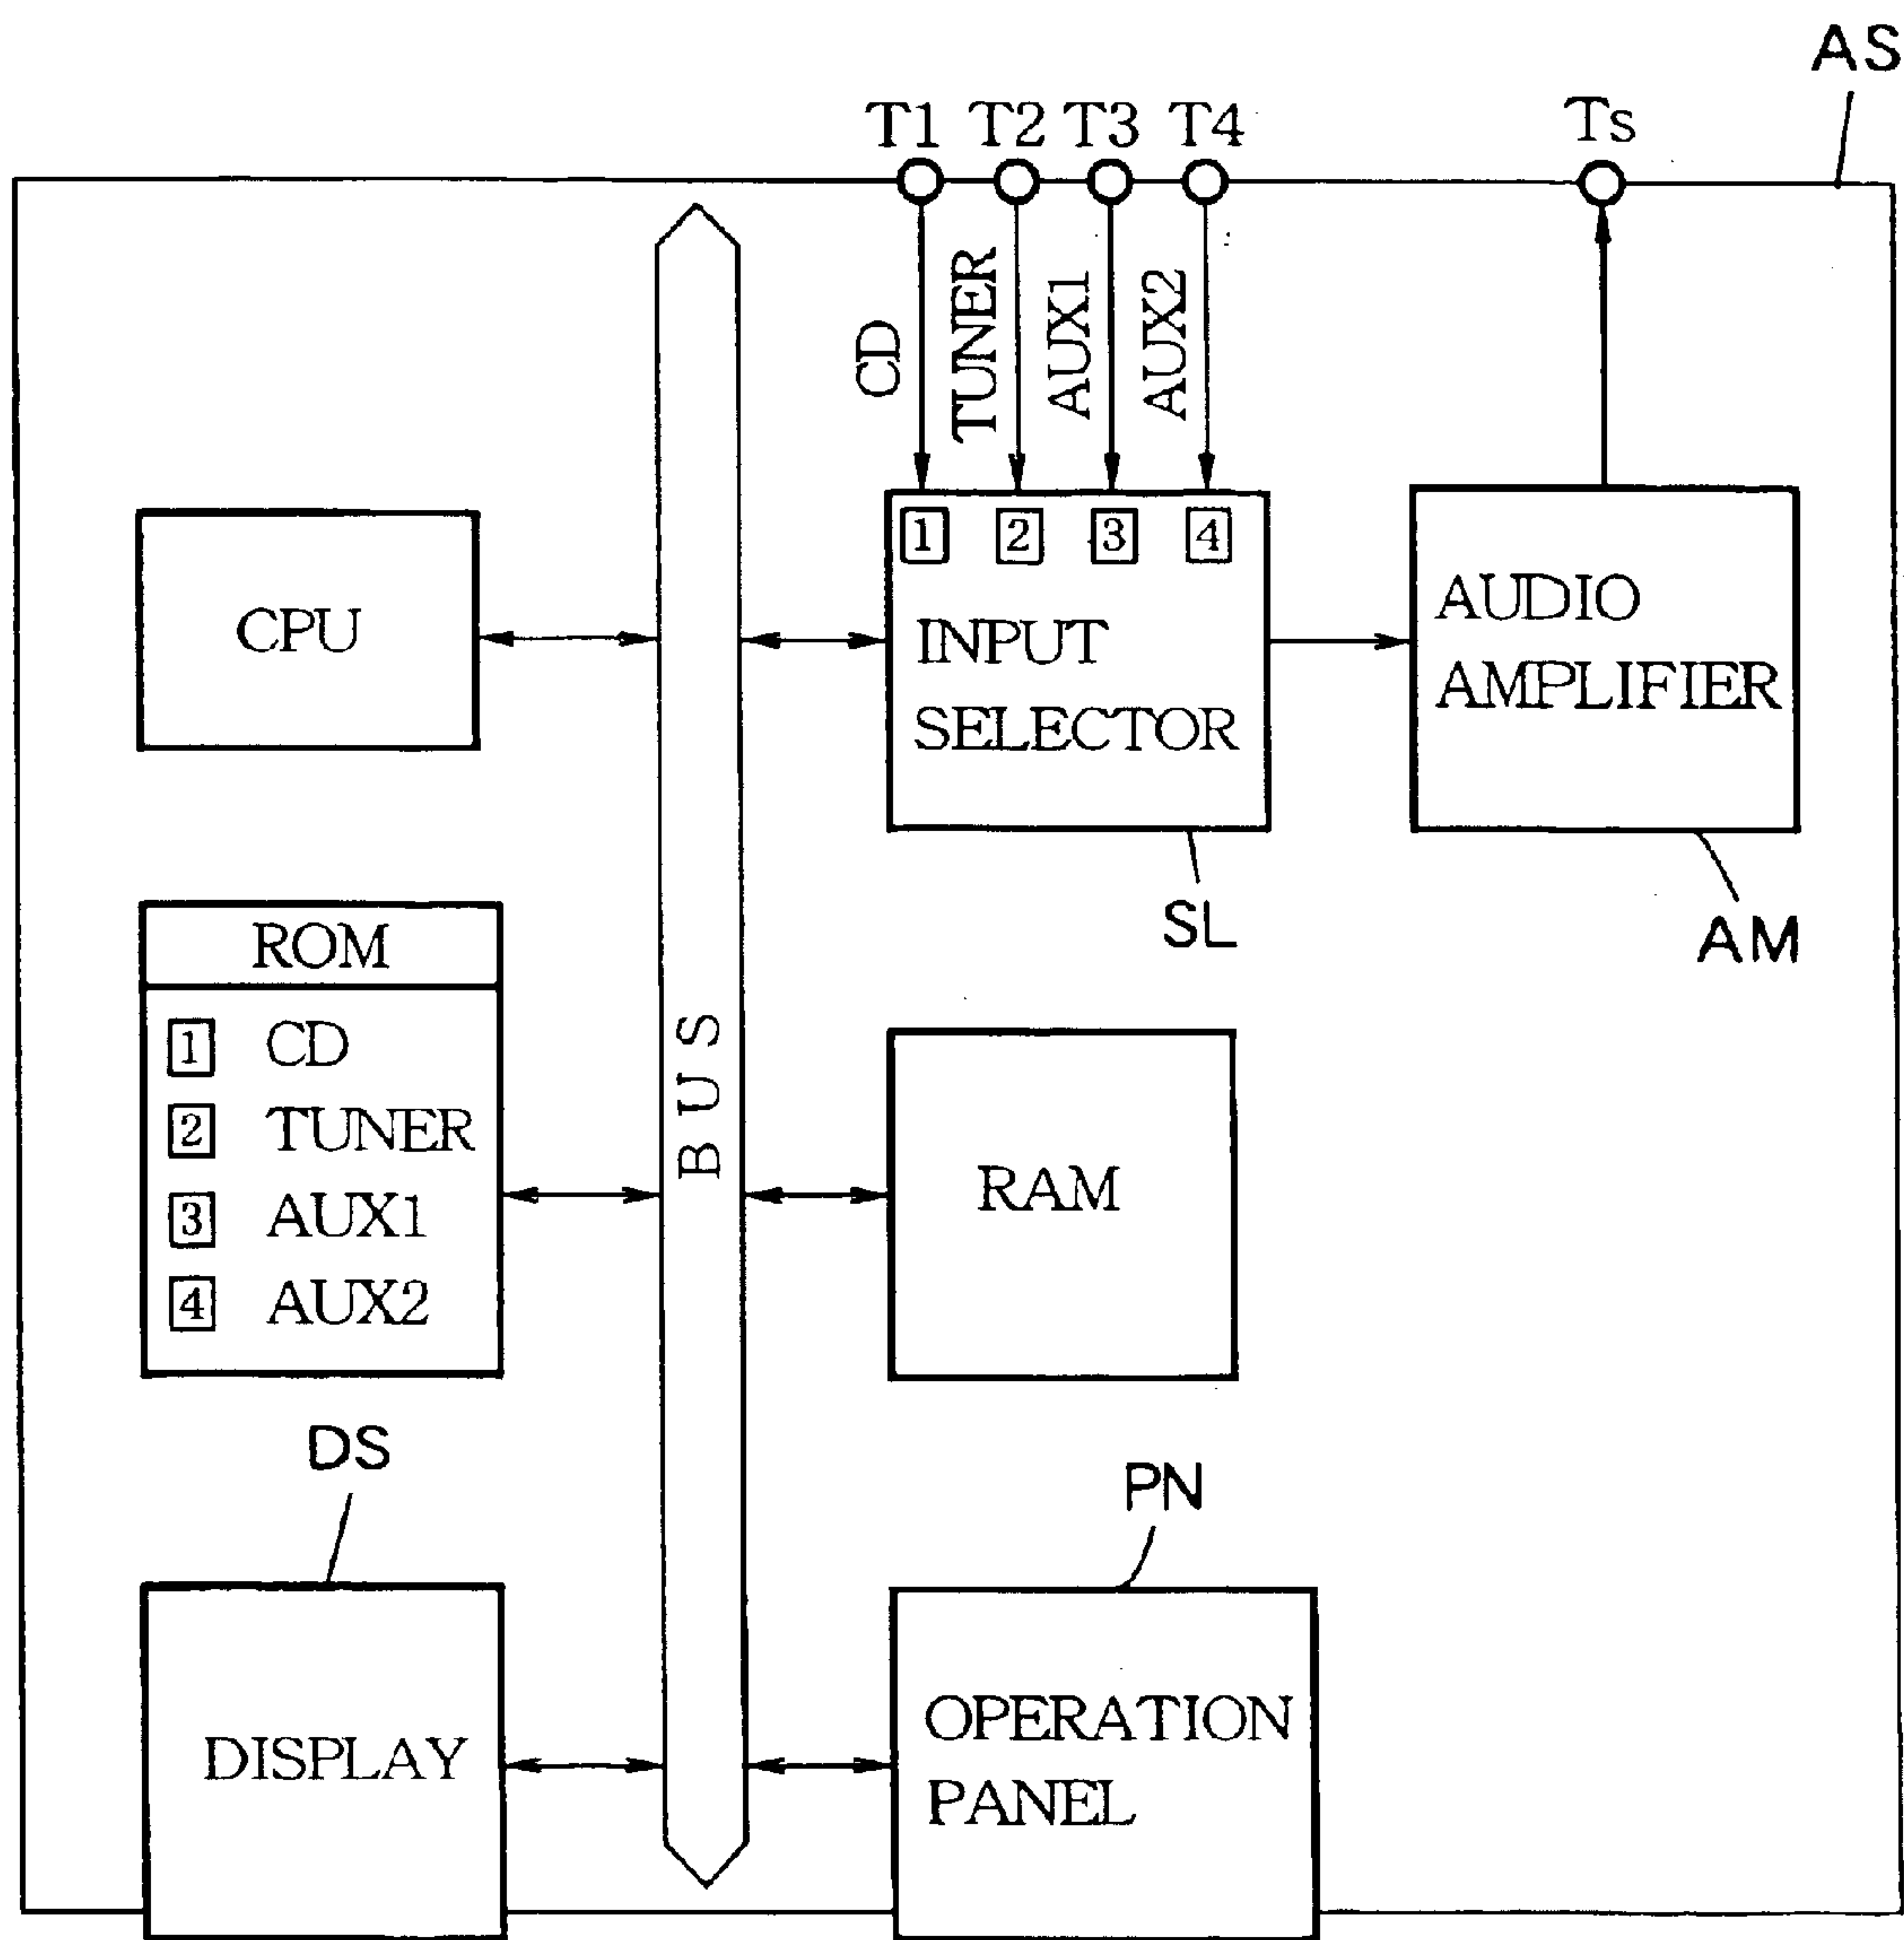 AS
T1 T2 T3 T4 Ts
CD
TUNER
AUX1
AUX2
1 2 3 4
INPUT
SELECTOR
AUDIO
AMPLIFIER
CPU
SL
AM
ROM
1 CD
2 TUNER
3 AUX1
4 AUX2
BUS
RAM
DS
PN
DISPLAY
OPERATION
PANEL